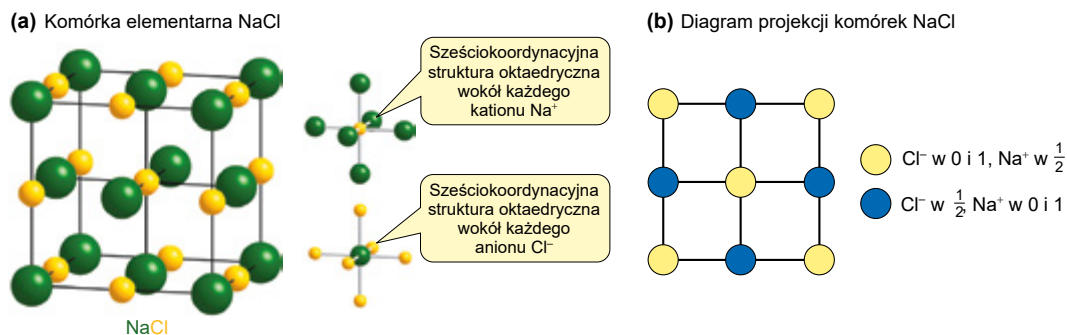 (a) Komórka elementarna NaCl
Sześciokoordynacyjna
struktura oktaedryczna
wokół każdego
kationu Na⁺
Sześciokoordynacyjna
struktura oktaedryczna
wokół każdego
anionu Cl⁻
NaCl
(b) Diagram projekcji komórek NaCl
Cl⁻ w 0 i 1, Na⁺ w 1/2
Cl⁻ w 1/2, Na⁺ w 0 i 1